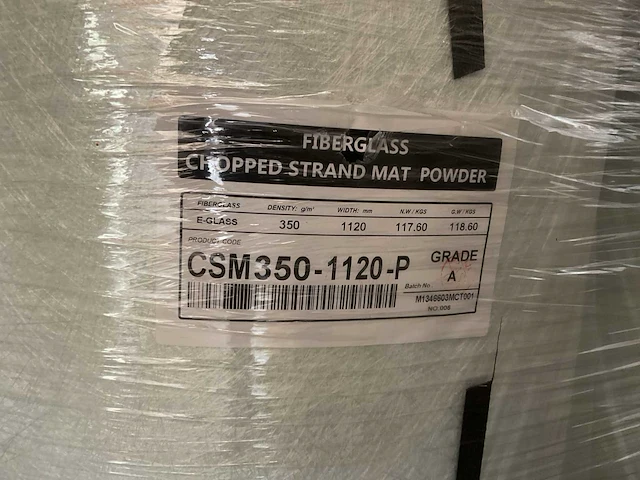 FIBERGLASS
CHOPPED STRAND MAT POWDER
FIBERGLASS DENSITY: g/m² WIDTH: mm N.W/KGS G.W/KGS
E-GLASS 350 1120 117.60 118.60
PRODUCT CODE
CSM350-1120-P
GRADE
A
Batch No
M1346603MCT001
NO.008